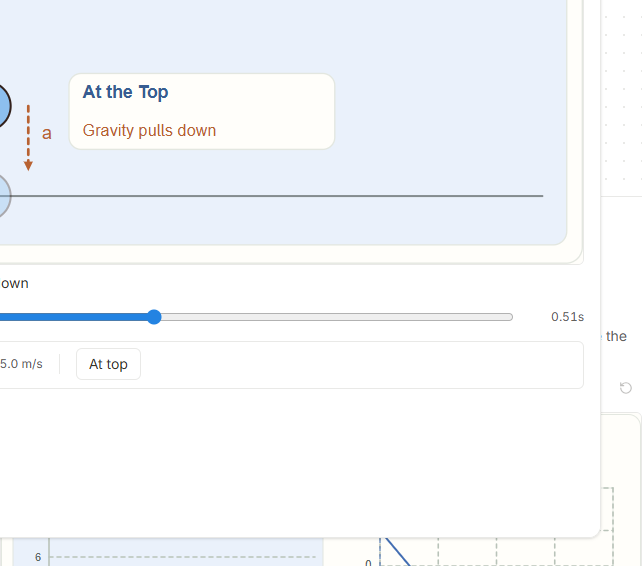 At the Top
Gravity pulls down
a
own
0.51s
5.0 m/s
At top
the
6
0